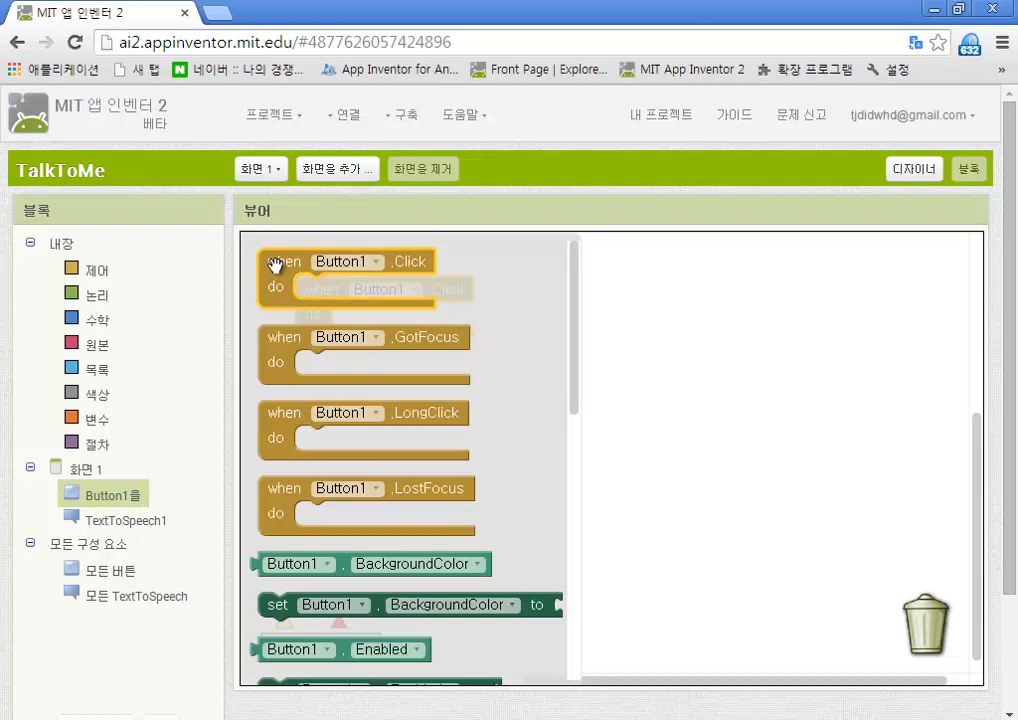 MIT 앱 인벤터 2
ai2.appinventor.mit.edu/#4877626057424896
632
애플리케이션
새 탭
N
네이버 :: 나의 경쟁...
App Inventor for An...
Front Page | Explore...
MIT App Inventor 2
확장 프로그램
설정
»
MIT 앱 인벤터 2
베타
프로젝트
연결
구축
도움말
내 프로젝트
가이드
문제 신고
tjdidwhd@gmail.com
TalkToMe
화면 1
화면을 추가 ...
화면을 제거
디자이너
블록
블록
뷰어
내장
제어
논리
수학
원본
목록
색상
변수
절차
화면 1
Button1을
TextToSpeech1
모든 구성 요소
모든 버튼
모든 TextToSpeech
when Button1 .Click
do
when Button1 .Click
do
when Button1 .GotFocus
do
when Button1 .LongClick
do
when Button1 .LostFocus
do
Button1 . BackgroundColor
set Button1 . BackgroundColor to
Button1 . Enabled